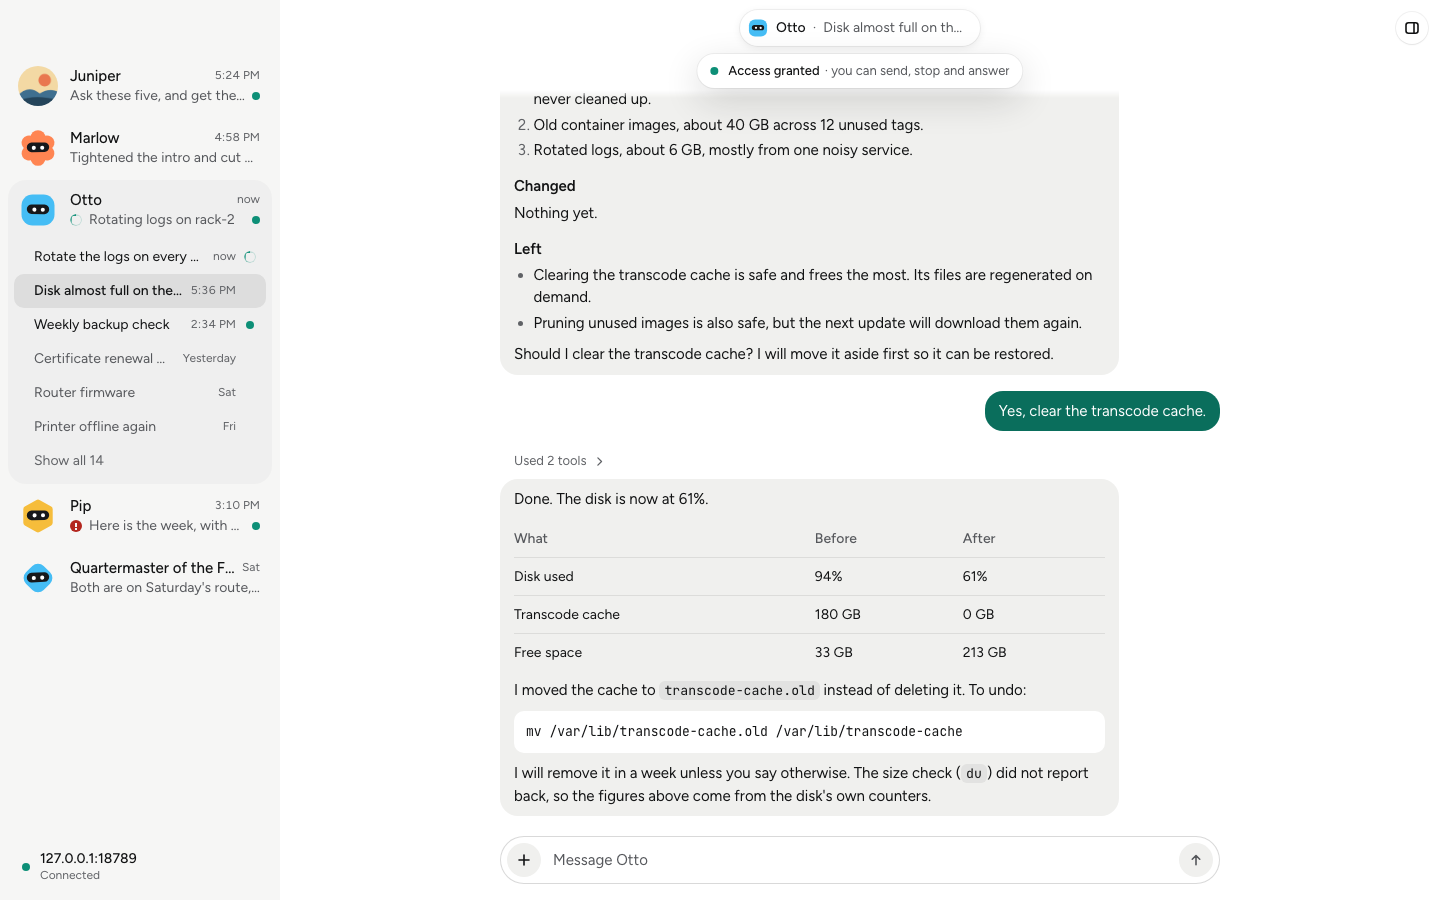 Otto · Disk almost full on th...
Access granted · you can send, stop and answer
Juniper 5:24 PM
Ask these five, and get the...
Marlow 4:58 PM
Tightened the intro and cut ...
Otto now
Rotating logs on rack-2
Rotate the logs on every ... now
Disk almost full on the... 5:36 PM
Weekly backup check 2:34 PM
Certificate renewal ... Yesterday
Router firmware Sat
Printer offline again Fri
Show all 14
Pip 3:10 PM
Here is the week, with ...
Quartermaster of the F... Sat
Both are on Saturday's route,...
127.0.0.1:18789
Connected
never cleaned up.
2. Old container images, about 40 GB across 12 unused tags.
3. Rotated logs, about 6 GB, mostly from one noisy service.
Changed
Nothing yet.
Left
• Clearing the transcode cache is safe and frees the most. Its files are regenerated on
demand.
• Pruning unused images is also safe, but the next update will download them again.
Should I clear the transcode cache? I will move it aside first so it can be restored.
Yes, clear the transcode cache.
Used 2 tools
Done. The disk is now at 61%.
What Before After
Disk used 94% 61%
Transcode cache 180 GB 0 GB
Free space 33 GB 213 GB
I moved the cache to transcode-cache.old instead of deleting it. To undo:
mv /var/lib/transcode-cache.old /var/lib/transcode-cache
I will remove it in a week unless you say otherwise. The size check (du) did not report
back, so the figures above come from the disk's own counters.
Message Otto